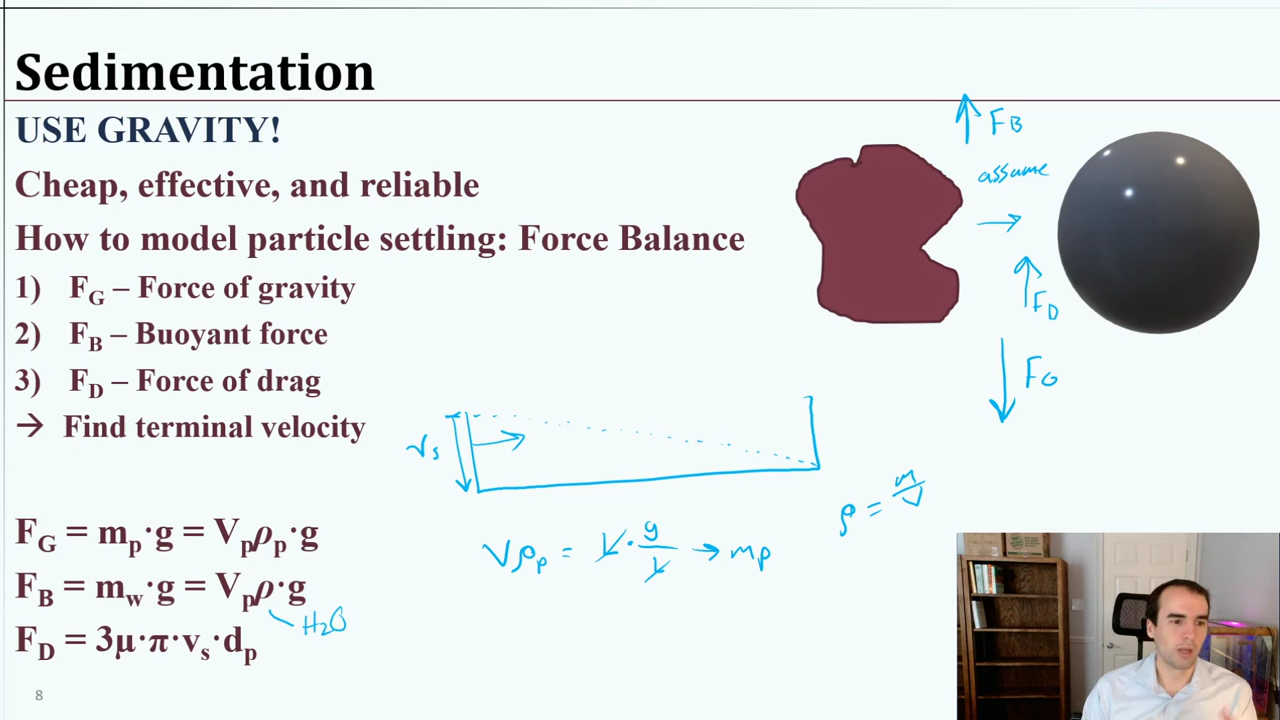 Sedimentation
USE GRAVITY!
Cheap, effective, and reliable
How to model particle settling: Force Balance
1) F_G – Force of gravity
2) F_B – Buoyant force
3) F_D – Force of drag
→ Find terminal velocity
F_G = m_p·g = V_pρ_p·g
F_B = m_w·g = V_pρ·g
H2O
F_D = 3μ·π·v_s·d_p
8
F_B
assume
→
F_D
F_G
v_s
Vρ_p = L · g/L → m_p
ρ = m/V